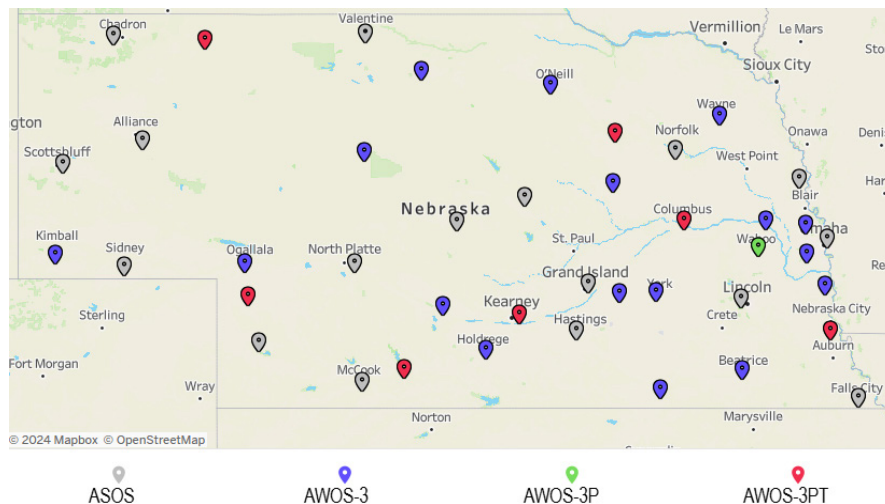 Chadron
Valentine
Vermillion
Le Mars
Sto
Sioux City
O'Neill
Wayne
ngton
Alliance
Norfolk
Onawa
Deni
Scottsbluff
West Point
Har
Blair
Nebraska
Columbus
Kimball
Sidney
Ogallala
North Platte
St. Paul
Wahoo
maha
Re
Grand Island
York
Lincoln
Sterling
Kearney
Hastings
Crete
Nebraska City
Holdrege
Auburn
Fort Morgan
Wray
McCook
Beatrice
Falls City
Norton
Marysville
© 2024 Mapbox © OpenStreetMap
ASOS
AWOS-3
AWOS-3P
AWOS-3PT